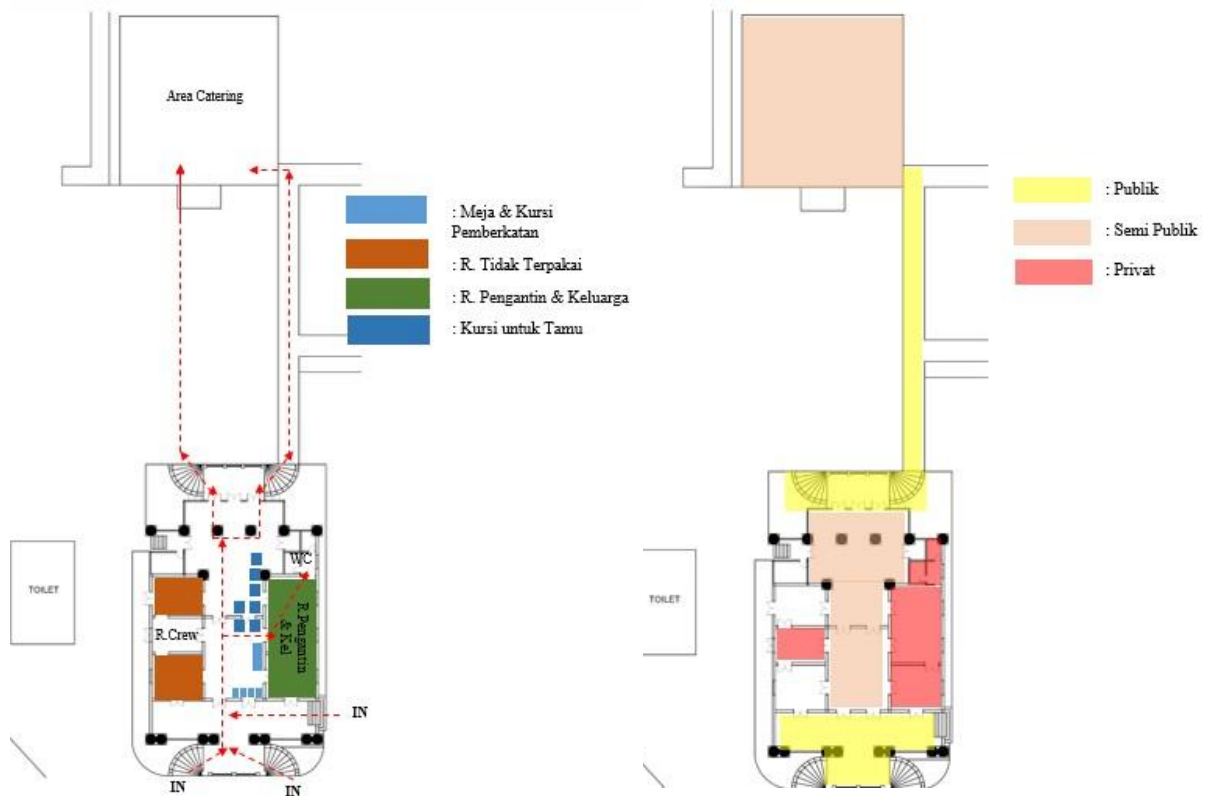 Area Catering
: Meja & Kursi
Pemberkatan
: R. Tidak Terpakai
: R. Pengantin & Keluarga
: Kursi untuk Tamu
WC
TOILET
R.Crew
R.Pengantin
& Kel
IN
IN
IN
: Publik
: Semi Publik
: Privat
TOILET